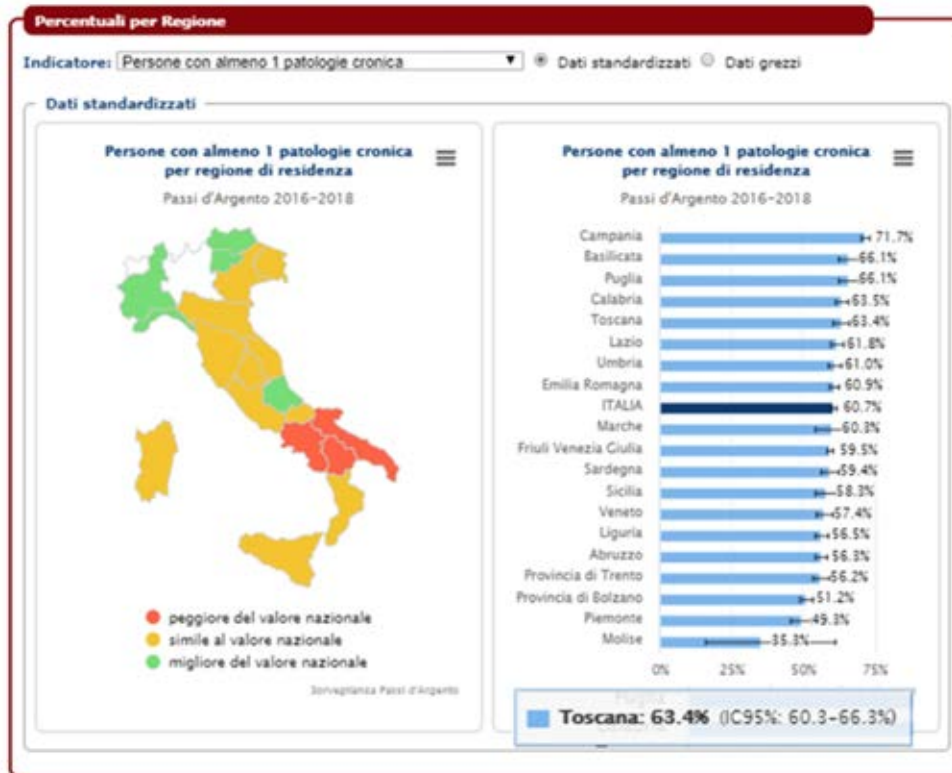 Percentuali per Regione
Indicatore: Persone con almeno 1 patologie cronica Dati standardizzati Dati grezzi
Dati standardizzati
Persone con almeno 1 patologie cronica
per regione di residenza
Passi d'Argento 2016-2018
peggiore del valore nazionale
simile al valore nazionale
migliore del valore nazionale
Sorveglianza Passi d'Argento
Persone con almeno 1 patologie cronica
per regione di residenza
Passi d'Argento 2016-2018
Campania 71.7%
Basilicata 66.1%
Puglia 66.1%
Calabria 63.5%
Toscana 63.4%
Lazio 61.8%
Umbria 61.0%
Emilia Romagna 60.9%
ITALIA 60.7%
Marche 60.3%
Friuli Venezia Giulia 59.5%
Sardegna 59.4%
Sicilia 58.3%
Veneto 57.4%
Liguria 56.5%
Abruzzo 56.3%
Provincia di Trento 56.2%
Provincia di Bolzano 51.2%
Piemonte 49.3%
Molise 35.3%
0% 25% 50% 75%
Toscana: 63.4% (IC95%: 60.3-66.3%)